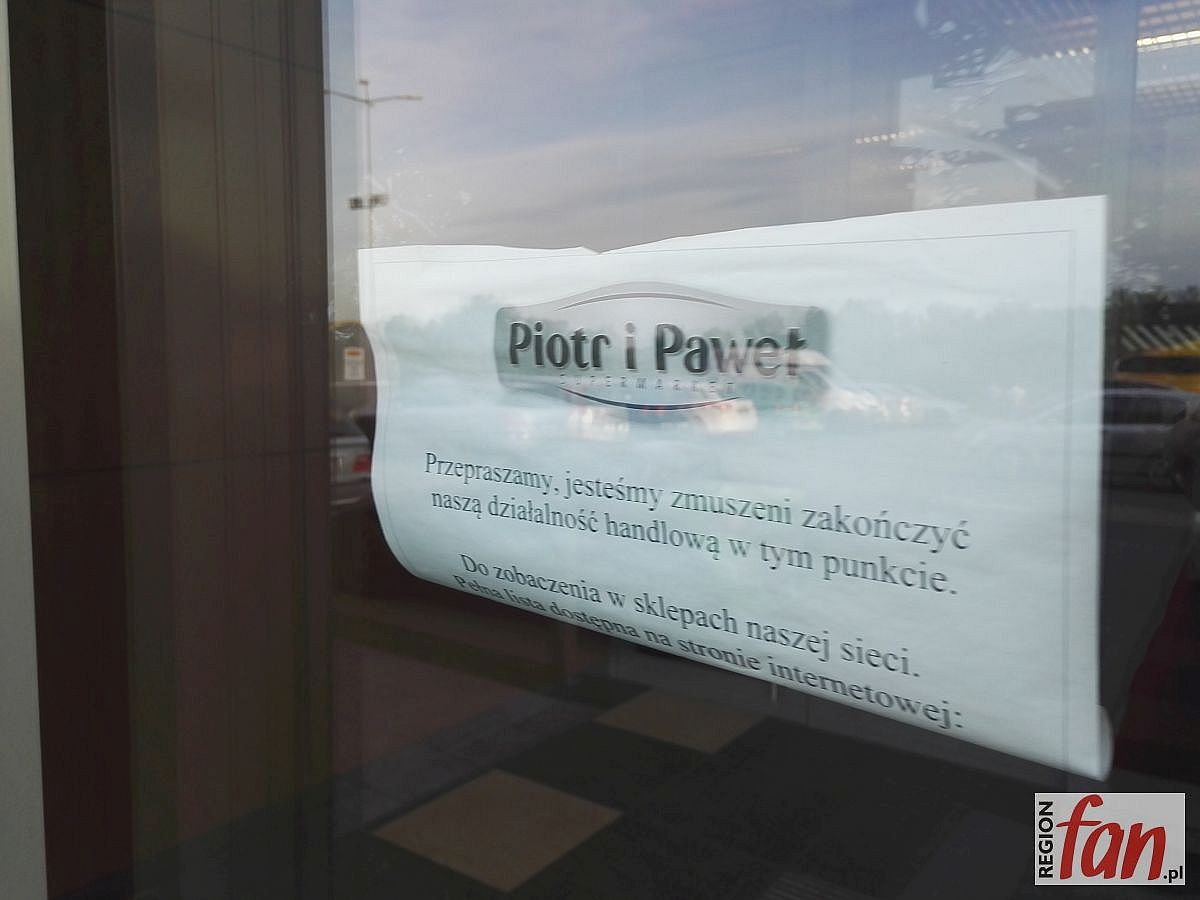 Piotr i Paweł
SUPERMARKET
Przepraszamy, jesteśmy zmuszeni zakończyć
naszą działalność handlową w tym punkcie.
Do zobaczenia w sklepach naszej sieci.
Pełna lista dostępna na stronie internetowej:
REGION
fan.pl